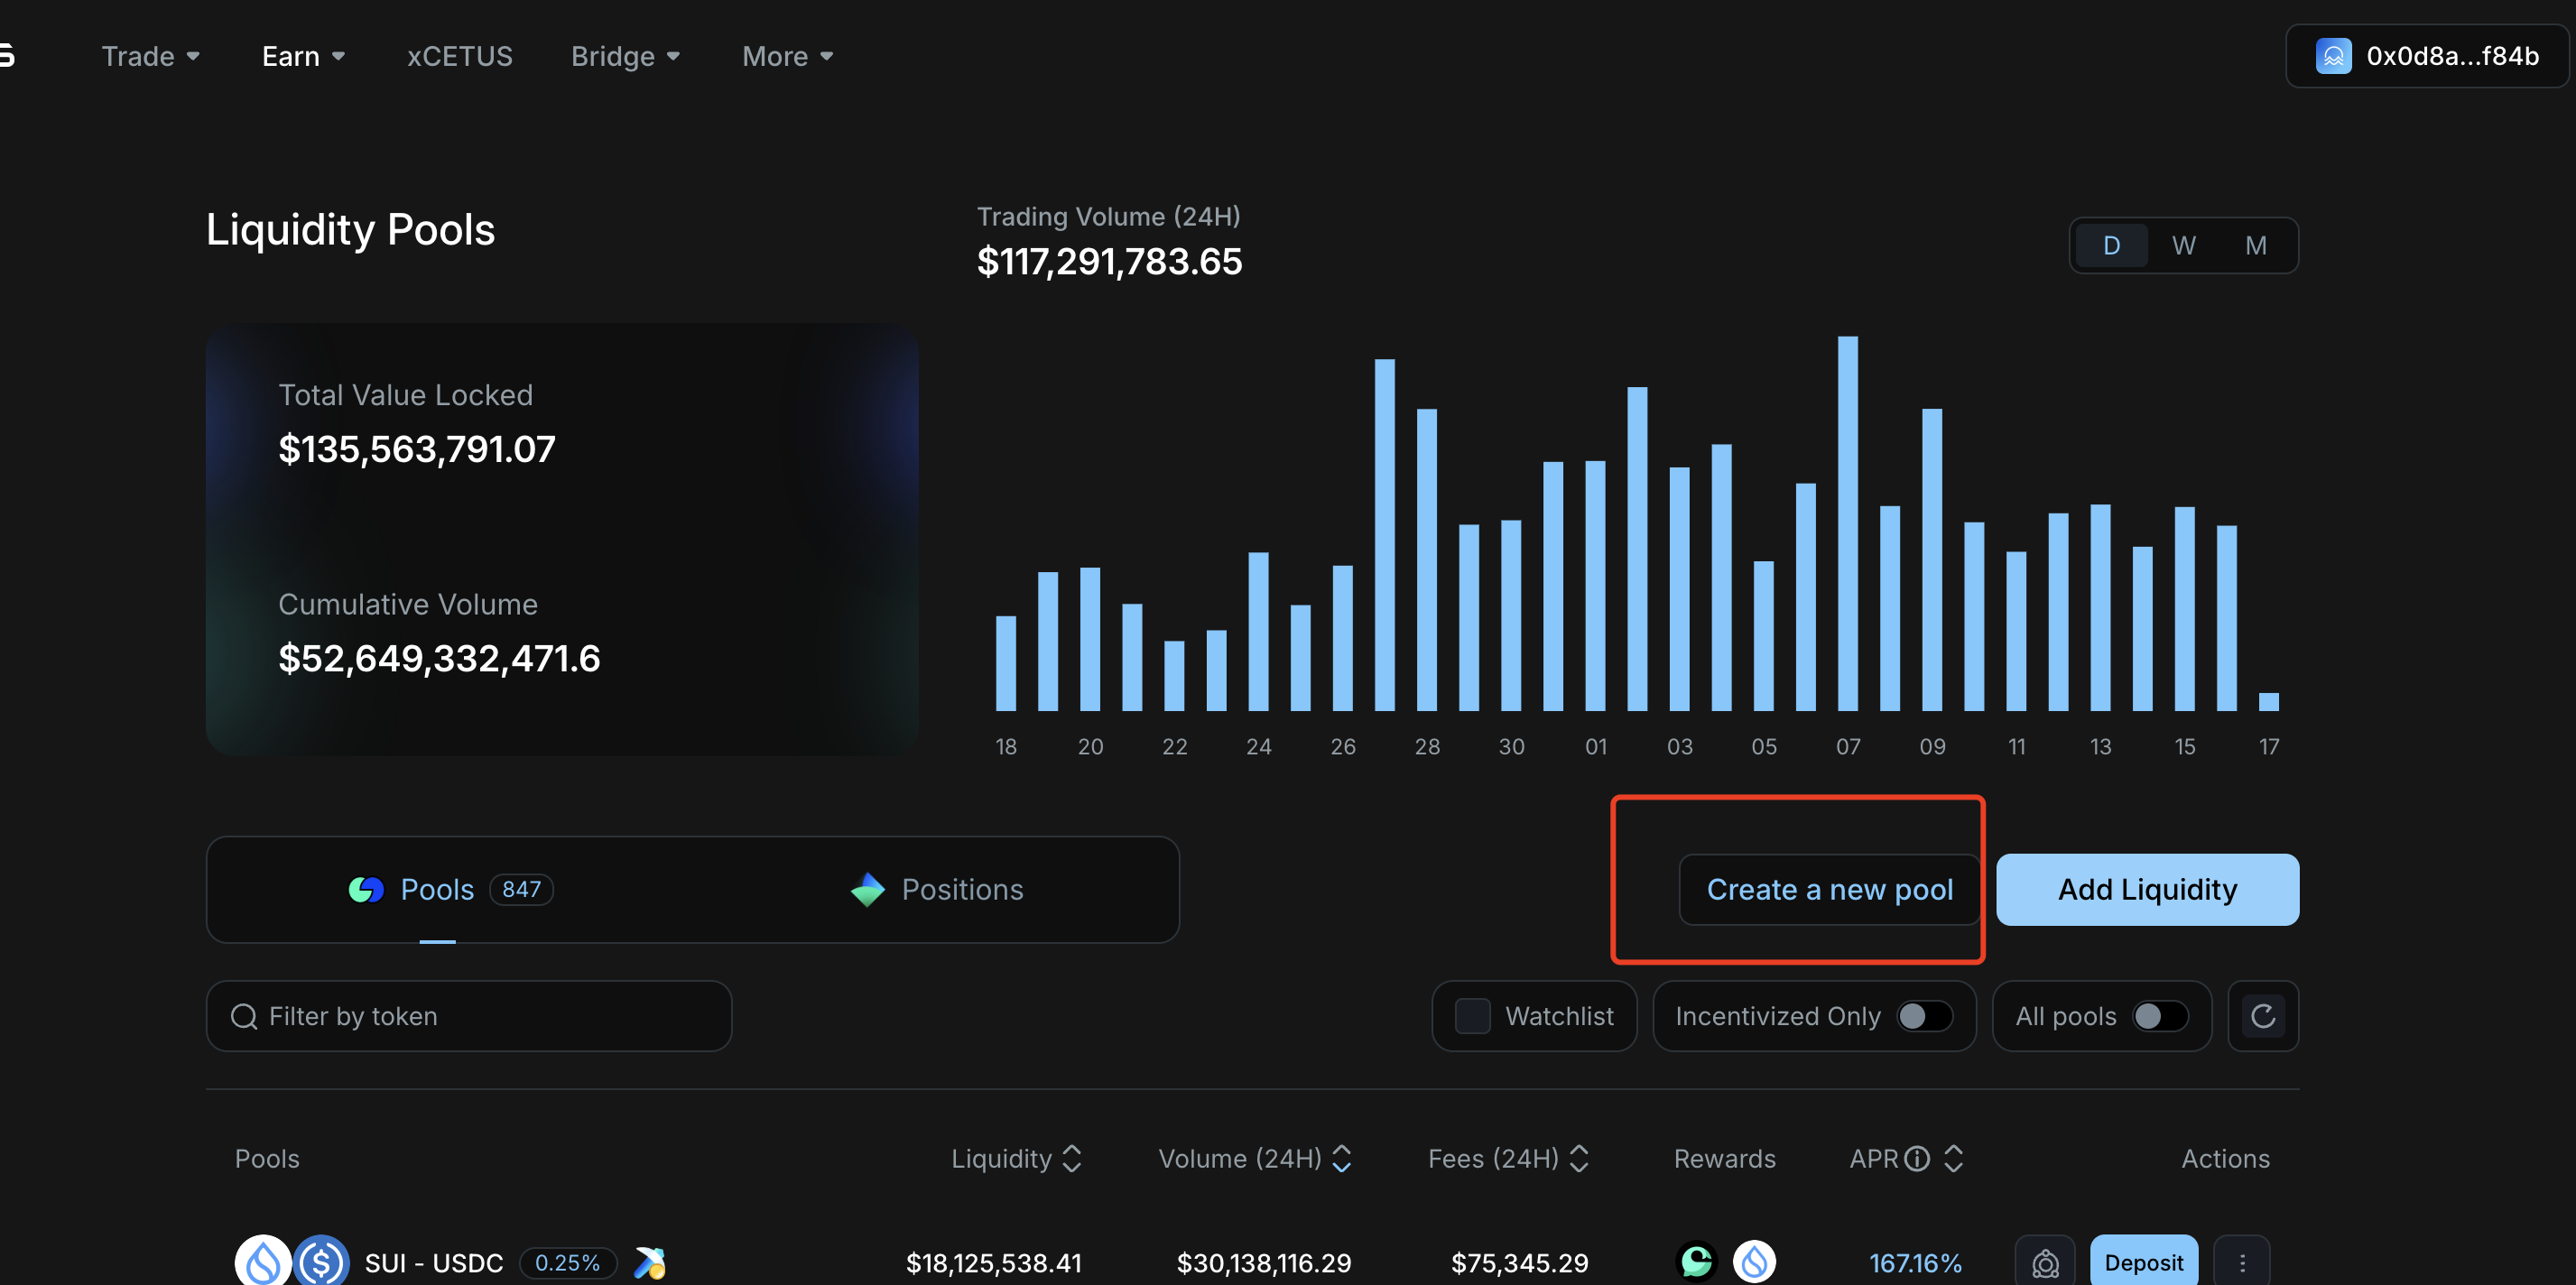 s Trade Earn xCETUS Bridge More 0x0d8a...f84b
Liquidity Pools
Trading Volume (24H)
$117,291,783.65
D W M
Total Value Locked
$135,563,791.07
Cumulative Volume
$52,649,332,471.6
18 20 22 24 26 28 30 01 03 05 07 09 11 13 15 17
Pools 847 Positions
Create a new pool Add Liquidity
Filter by token Watchlist Incentivized Only All pools
Pools Liquidity Volume (24H) Fees (24H) Rewards APR Actions
SUI - USDC 0.25% $18,125,538.41 $30,138,116.29 $75,345.29 167.16% Deposit